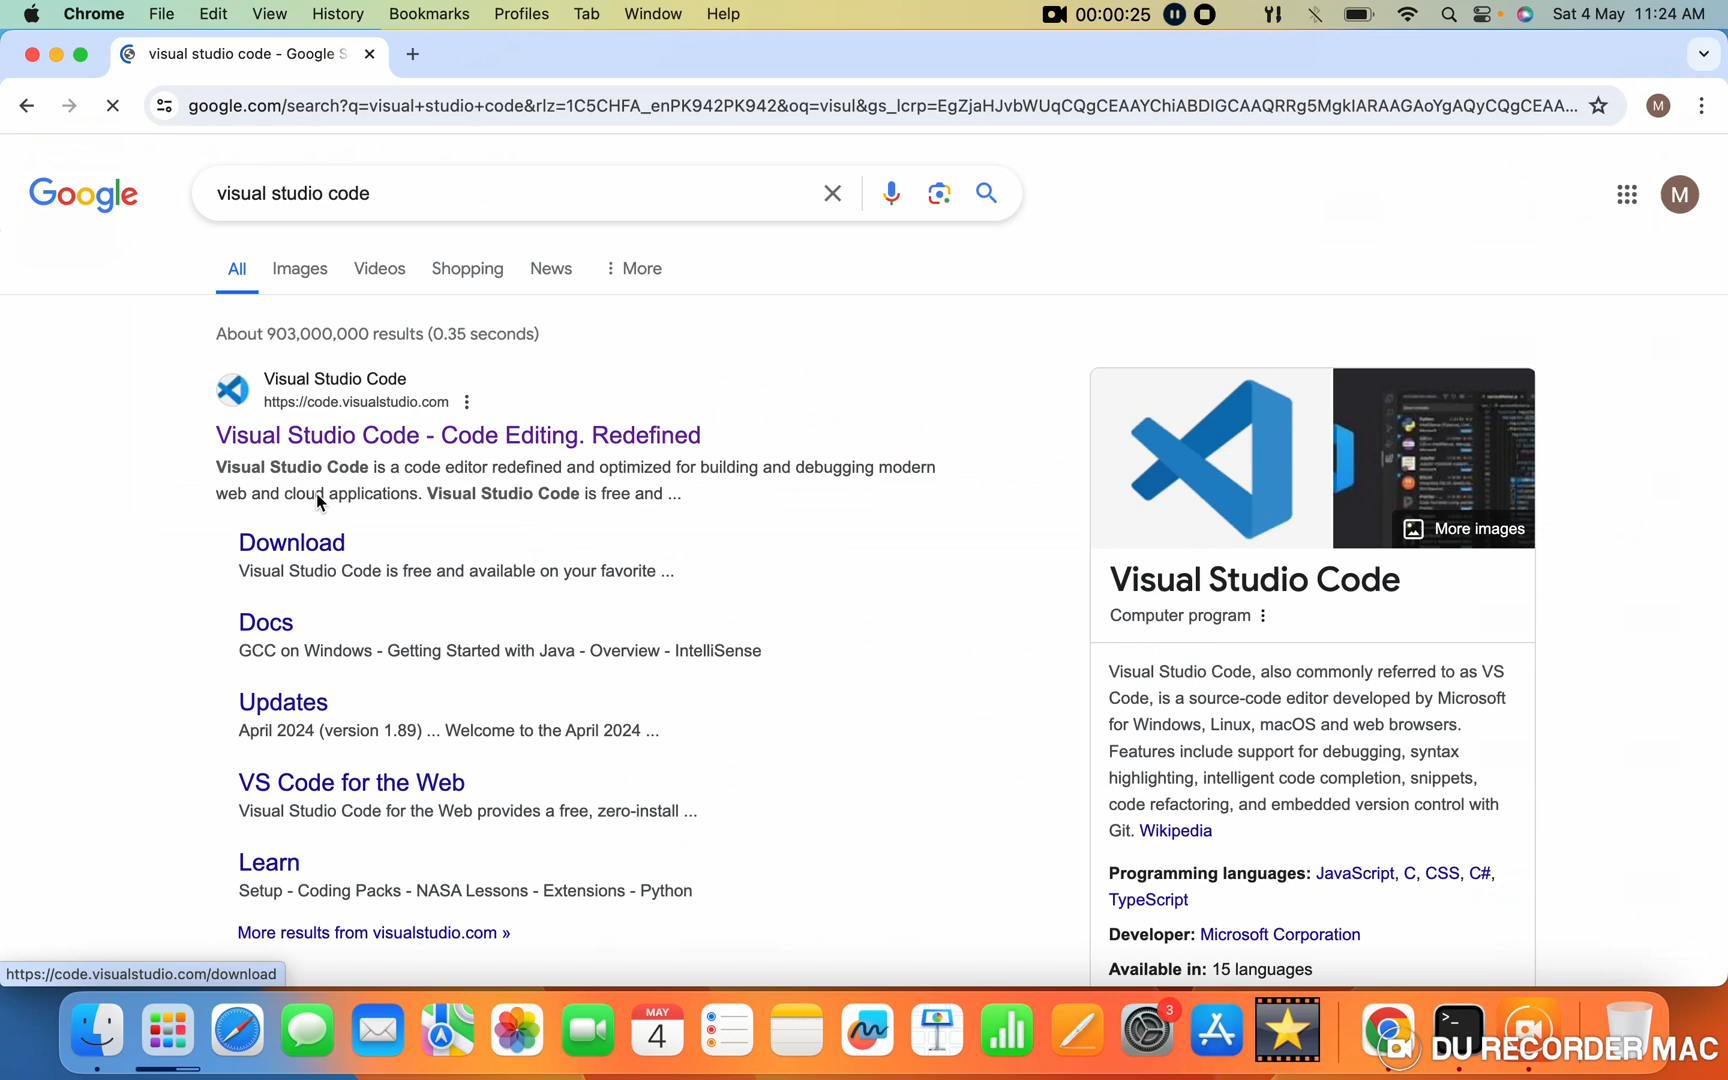 Chrome File Edit View History Bookmarks Profiles Tab Window Help 00:00:25 Sat 4 May 11:24 AM
visual studio code - Google S
google.com/search?q=visual+studio+code&rlz=1C5CHFA_enPK942PK942&oq=visul&gs_lcrp=EgZjaHJvbWUqCQgCEAAYChiABDIGCAAQRRg5MgkIARAAGAoYgAQyCQgCEAA... M
Google visual studio code M
All Images Videos Shopping News More
About 903,000,000 results (0.35 seconds)
Visual Studio Code
https://code.visualstudio.com
Visual Studio Code - Code Editing. Redefined
Visual Studio Code is a code editor redefined and optimized for building and debugging modern
web and cloud applications. Visual Studio Code is free and ...
Download
Visual Studio Code is free and available on your favorite ...
Docs
GCC on Windows - Getting Started with Java - Overview - IntelliSense
Updates
April 2024 (version 1.89) ... Welcome to the April 2024 ...
VS Code for the Web
Visual Studio Code for the Web provides a free, zero-install ...
Learn
Setup - Coding Packs - NASA Lessons - Extensions - Python
More results from visualstudio.com »
More images
Visual Studio Code
Computer program
Visual Studio Code, also commonly referred to as VS
Code, is a source-code editor developed by Microsoft
for Windows, Linux, macOS and web browsers.
Features include support for debugging, syntax
highlighting, intelligent code completion, snippets,
code refactoring, and embedded version control with
Git. Wikipedia
Programming languages: JavaScript, C, CSS, C#,
TypeScript
Developer: Microsoft Corporation
Available in: 15 languages
https://code.visualstudio.com/download
MAY
4
3
>_
DU RECORDER MAC